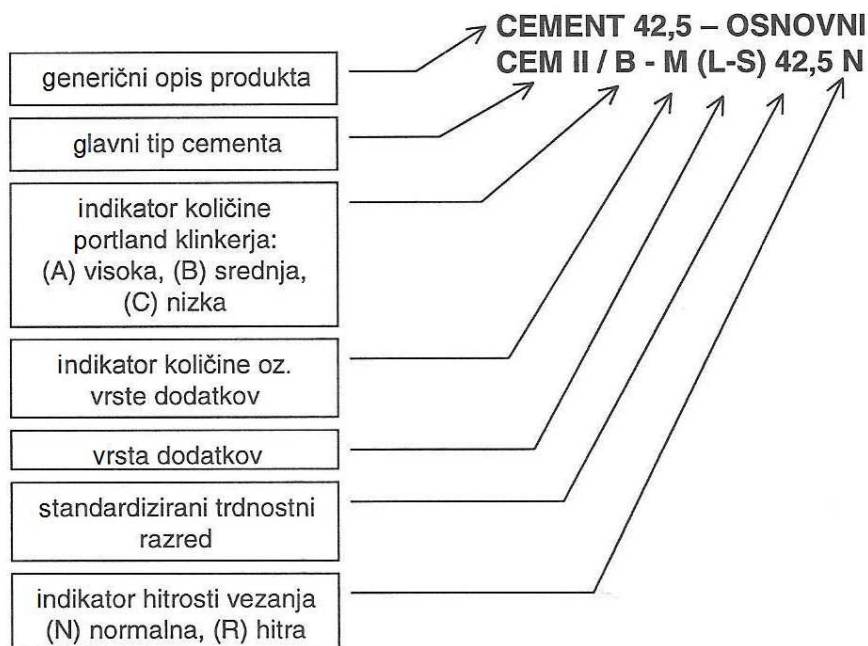 CEMENT 42,5 – OSNOVNI
CEM II / B - M (L-S) 42,5 N
generični opis produkta
glavni tip cementa
indikator količine
portland klinkerja:
(A) visoka, (B) srednja,
(C) nizka
indikator količine oz.
vrste dodatkov
vrsta dodatkov
standardizirani trdnostni
razred
indikator hitrosti vezanja
(N) normalna, (R) hitra